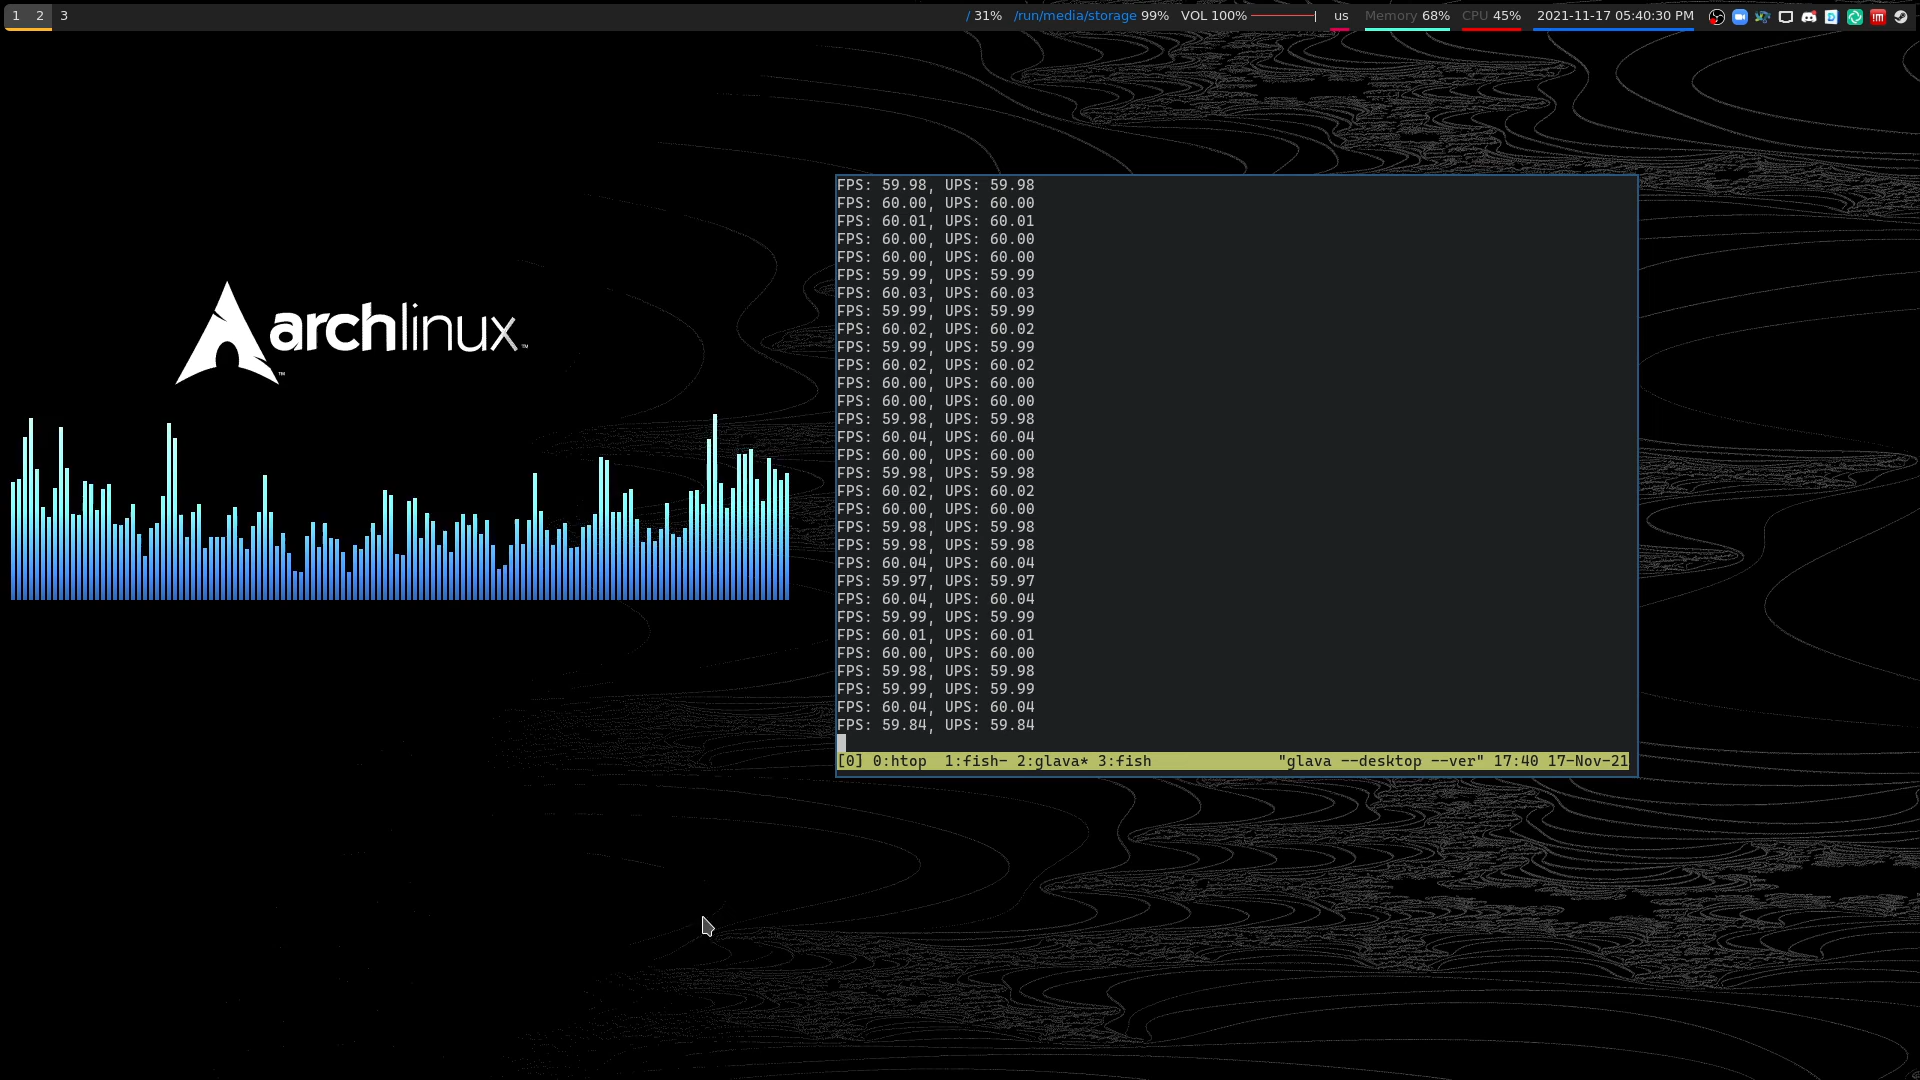 1 2 3
/ 31% /run/media/storage 99% VOL 100% us Memory 68% CPU 45% 2021-11-17 05:40:30 PM
archlinux™
™
FPS: 59.98, UPS: 59.98
FPS: 60.00, UPS: 60.00
FPS: 60.01, UPS: 60.01
FPS: 60.00, UPS: 60.00
FPS: 60.00, UPS: 60.00
FPS: 59.99, UPS: 59.99
FPS: 60.03, UPS: 60.03
FPS: 59.99, UPS: 59.99
FPS: 60.02, UPS: 60.02
FPS: 59.99, UPS: 59.99
FPS: 60.02, UPS: 60.02
FPS: 60.00, UPS: 60.00
FPS: 60.00, UPS: 60.00
FPS: 59.98, UPS: 59.98
FPS: 60.04, UPS: 60.04
FPS: 60.00, UPS: 60.00
FPS: 59.98, UPS: 59.98
FPS: 60.02, UPS: 60.02
FPS: 60.00, UPS: 60.00
FPS: 59.98, UPS: 59.98
FPS: 59.98, UPS: 59.98
FPS: 60.04, UPS: 60.04
FPS: 59.97, UPS: 59.97
FPS: 60.04, UPS: 60.04
FPS: 59.99, UPS: 59.99
FPS: 60.01, UPS: 60.01
FPS: 60.00, UPS: 60.00
FPS: 59.98, UPS: 59.98
FPS: 59.99, UPS: 59.99
FPS: 60.04, UPS: 60.04
FPS: 59.84, UPS: 59.84
[0] 0:htop 1:fish- 2:glava* 3:fish "glava --desktop --ver" 17:40 17-Nov-21